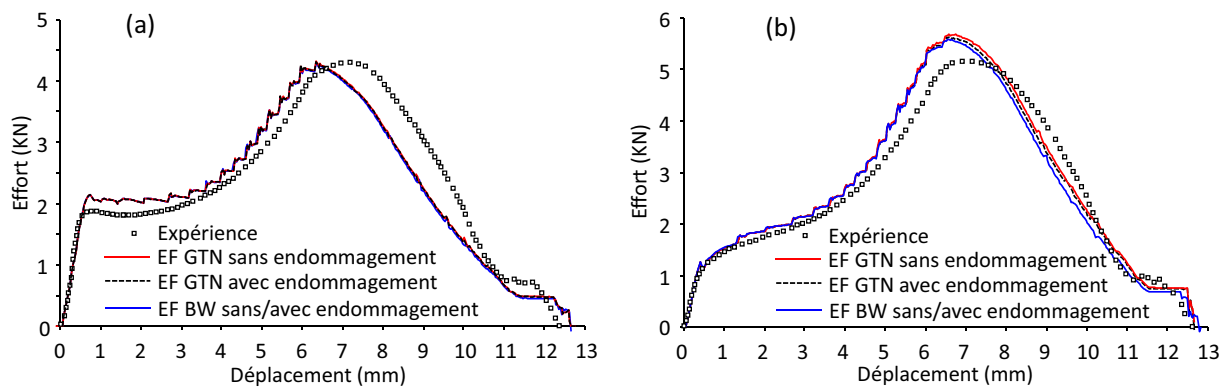 (a)
5
4
3
2
1
0
Effort (KN)
Expérience
EF GTN sans endommagement
EF GTN avec endommagement
EF BW sans/avec endommagement
0 1 2 3 4 5 6 7 8 9 10 11 12 13
Déplacement (mm)
(b)
6
5
4
3
2
1
0
Effort (KN)
Expérience
EF GTN sans endommagement
EF GTN avec endommagement
EF BW sans/avec endommagement
0 1 2 3 4 5 6 7 8 9 10 11 12 13
Déplacement (mm)